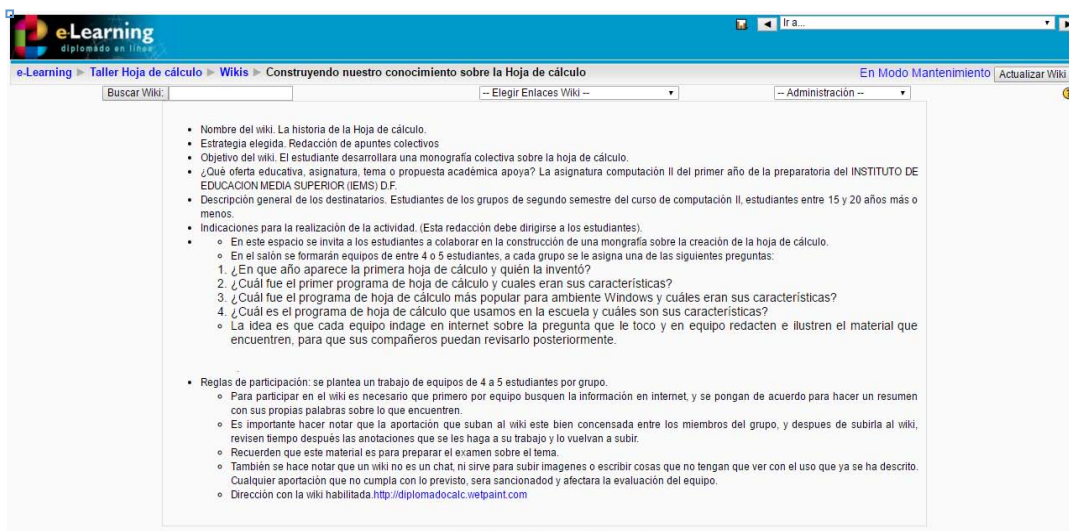 e-Learning
diplomado en línea
Ir a...
e-Learning ► Taller Hoja de cálculo ► Wikis ► Construyendo nuestro conocimiento sobre la Hoja de cálculo
En Modo Mantenimiento
Actualizar Wiki
Buscar Wiki:
-- Elegir Enlaces Wiki --
-- Administración --
• Nombre del wiki. La historia de la Hoja de cálculo.
• Estrategia elegida. Redacción de apuntes colectivos
• Objetivo del wiki. El estudiante desarrollara una monografía colectiva sobre la hoja de cálculo.
• ¿Qué oferta educativa, asignatura, tema o propuesta académica apoya? La asignatura computación II del primer año de la preparatoria del INSTITUTO DE
EDUCACION MEDIA SUPERIOR (IEMS) D.F.
• Descripción general de los destinatarios. Estudiantes de los grupos de segundo semestre del curso de computación II, estudiantes entre 15 y 20 años más o
menos.
• Indicaciones para la realización de la actividad. (Esta redacción debe dirigirse a los estudiantes).
• ○ En este espacio se invita a los estudiantes a colaborar en la construcción de una mongrafía sobre la creación de la hoja de cálculo.
○ En el salón se formarán equipos de entre 4 o 5 estudiantes, a cada grupo se le asigna una de las siguientes preguntas:
1. ¿En que año aparece la primera hoja de cálculo y quién la inventó?
2. ¿Cuál fue el primer programa de hoja de cálculo y cuales eran sus características?
3. ¿Cuál fue el programa de hoja de cálculo más popular para ambiente Windows y cuáles eran sus características?
4. ¿Cuál es el programa de hoja de cálculo que usamos en la escuela y cuáles son sus características?
○ La idea es que cada equipo indage en internet sobre la pregunta que le toco y en equipo redacten e ilustren el material que
encuentren, para que sus compañeros puedan revisarlo posteriormente.
.
• Reglas de participación: se plantea un trabajo de equipos de 4 a 5 estudiantes por grupo.
○ Para participar en el wiki es necesario que primero por equipo busquen la información en internet, y se pongan de acuerdo para hacer un resumen
con sus propias palabras sobre lo que encuentren.
○ Es importante hacer notar que la aportación que suban al wiki este bien concensada entre los miembros del grupo, y despues de subirla al wiki,
revisen tiempo después las anotaciones que se les haga a su trabajo y lo vuelvan a subir.
○ Recuerden que este material es para preparar el examen sobre el tema.
○ También se hace notar que un wiki no es un chat, ni sirve para subir imagenes o escribir cosas que no tengan que ver con el uso que ya se ha descrito.
Cualquier aportación que no cumpla con lo previsto, sera sancionadod y afectara la evaluación del equipo.
○ Dirección con la wiki habilitada.http://diplomadocalc.wetpaint.com